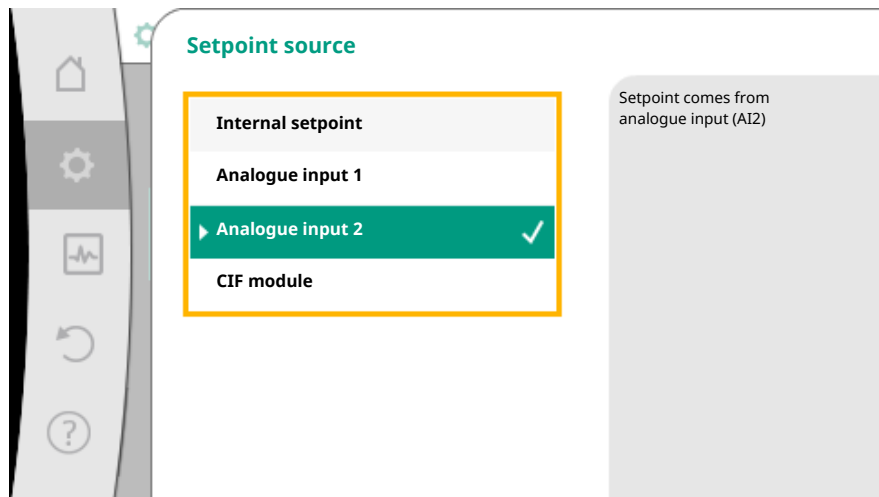 Setpoint source
Internal setpoint
Analogue input 1
Analogue input 2
CIF module
Setpoint comes from
analogue input (AI2)
?